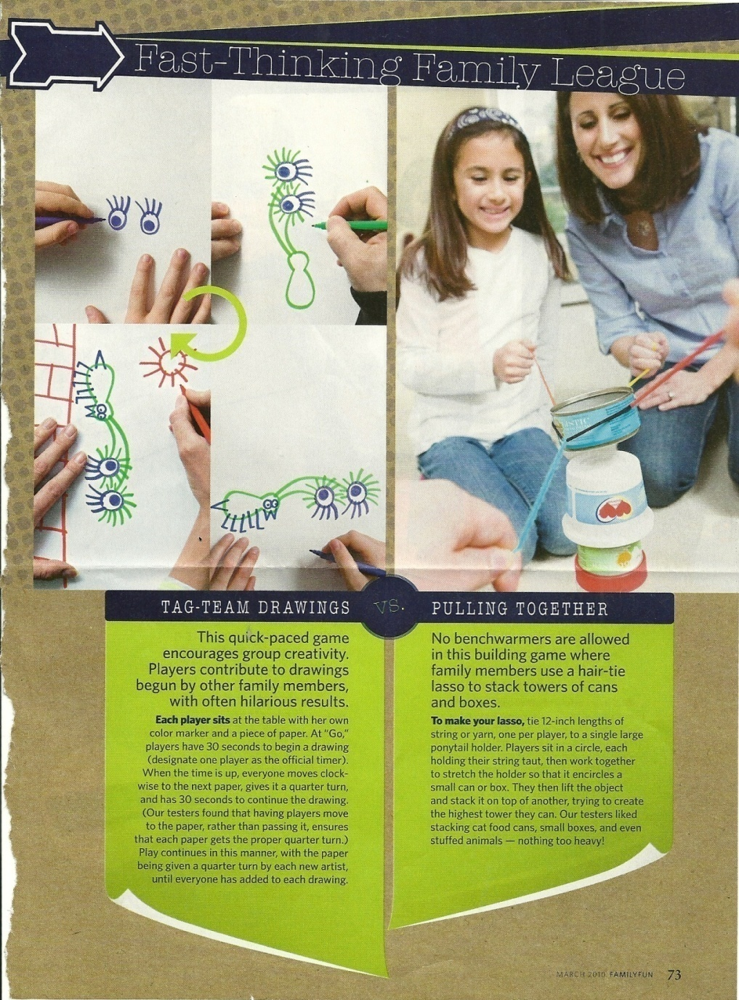 Fast-Thinking Family League
TAG-TEAM DRAWINGS
VS.
PULLING TOGETHER
This quick-paced game
encourages group creativity.
Players contribute to drawings
begun by other family members,
with often hilarious results.
Each player sits at the table with her own
color marker and a piece of paper. At “Go,”
players have 30 seconds to begin a drawing
(designate one player as the official timer).
When the time is up, everyone moves clock-
wise to the next paper, gives it a quarter turn,
and has 30 seconds to continue the drawing.
(Our testers found that having players move
to the paper, rather than passing it, ensures
that each paper gets the proper quarter turn.)
Play continues in this manner, with the paper
being given a quarter turn by each new artist,
until everyone has added to each drawing.
No benchwarmers are allowed
in this building game where
family members use a hair-tie
lasso to stack towers of cans
and boxes.
To make your lasso, tie 12-inch lengths of
string or yarn, one per player, to a single large
ponytail holder. Players sit in a circle, each
holding their string taut, then work together
to stretch the holder so that it encircles a
small can or box. They then lift the object
and stack it on top of another, trying to create
the highest tower they can. Our testers liked
stacking cat food cans, small boxes, and even
stuffed animals — nothing too heavy!
MARCH 2010 FAMILYFUN 73